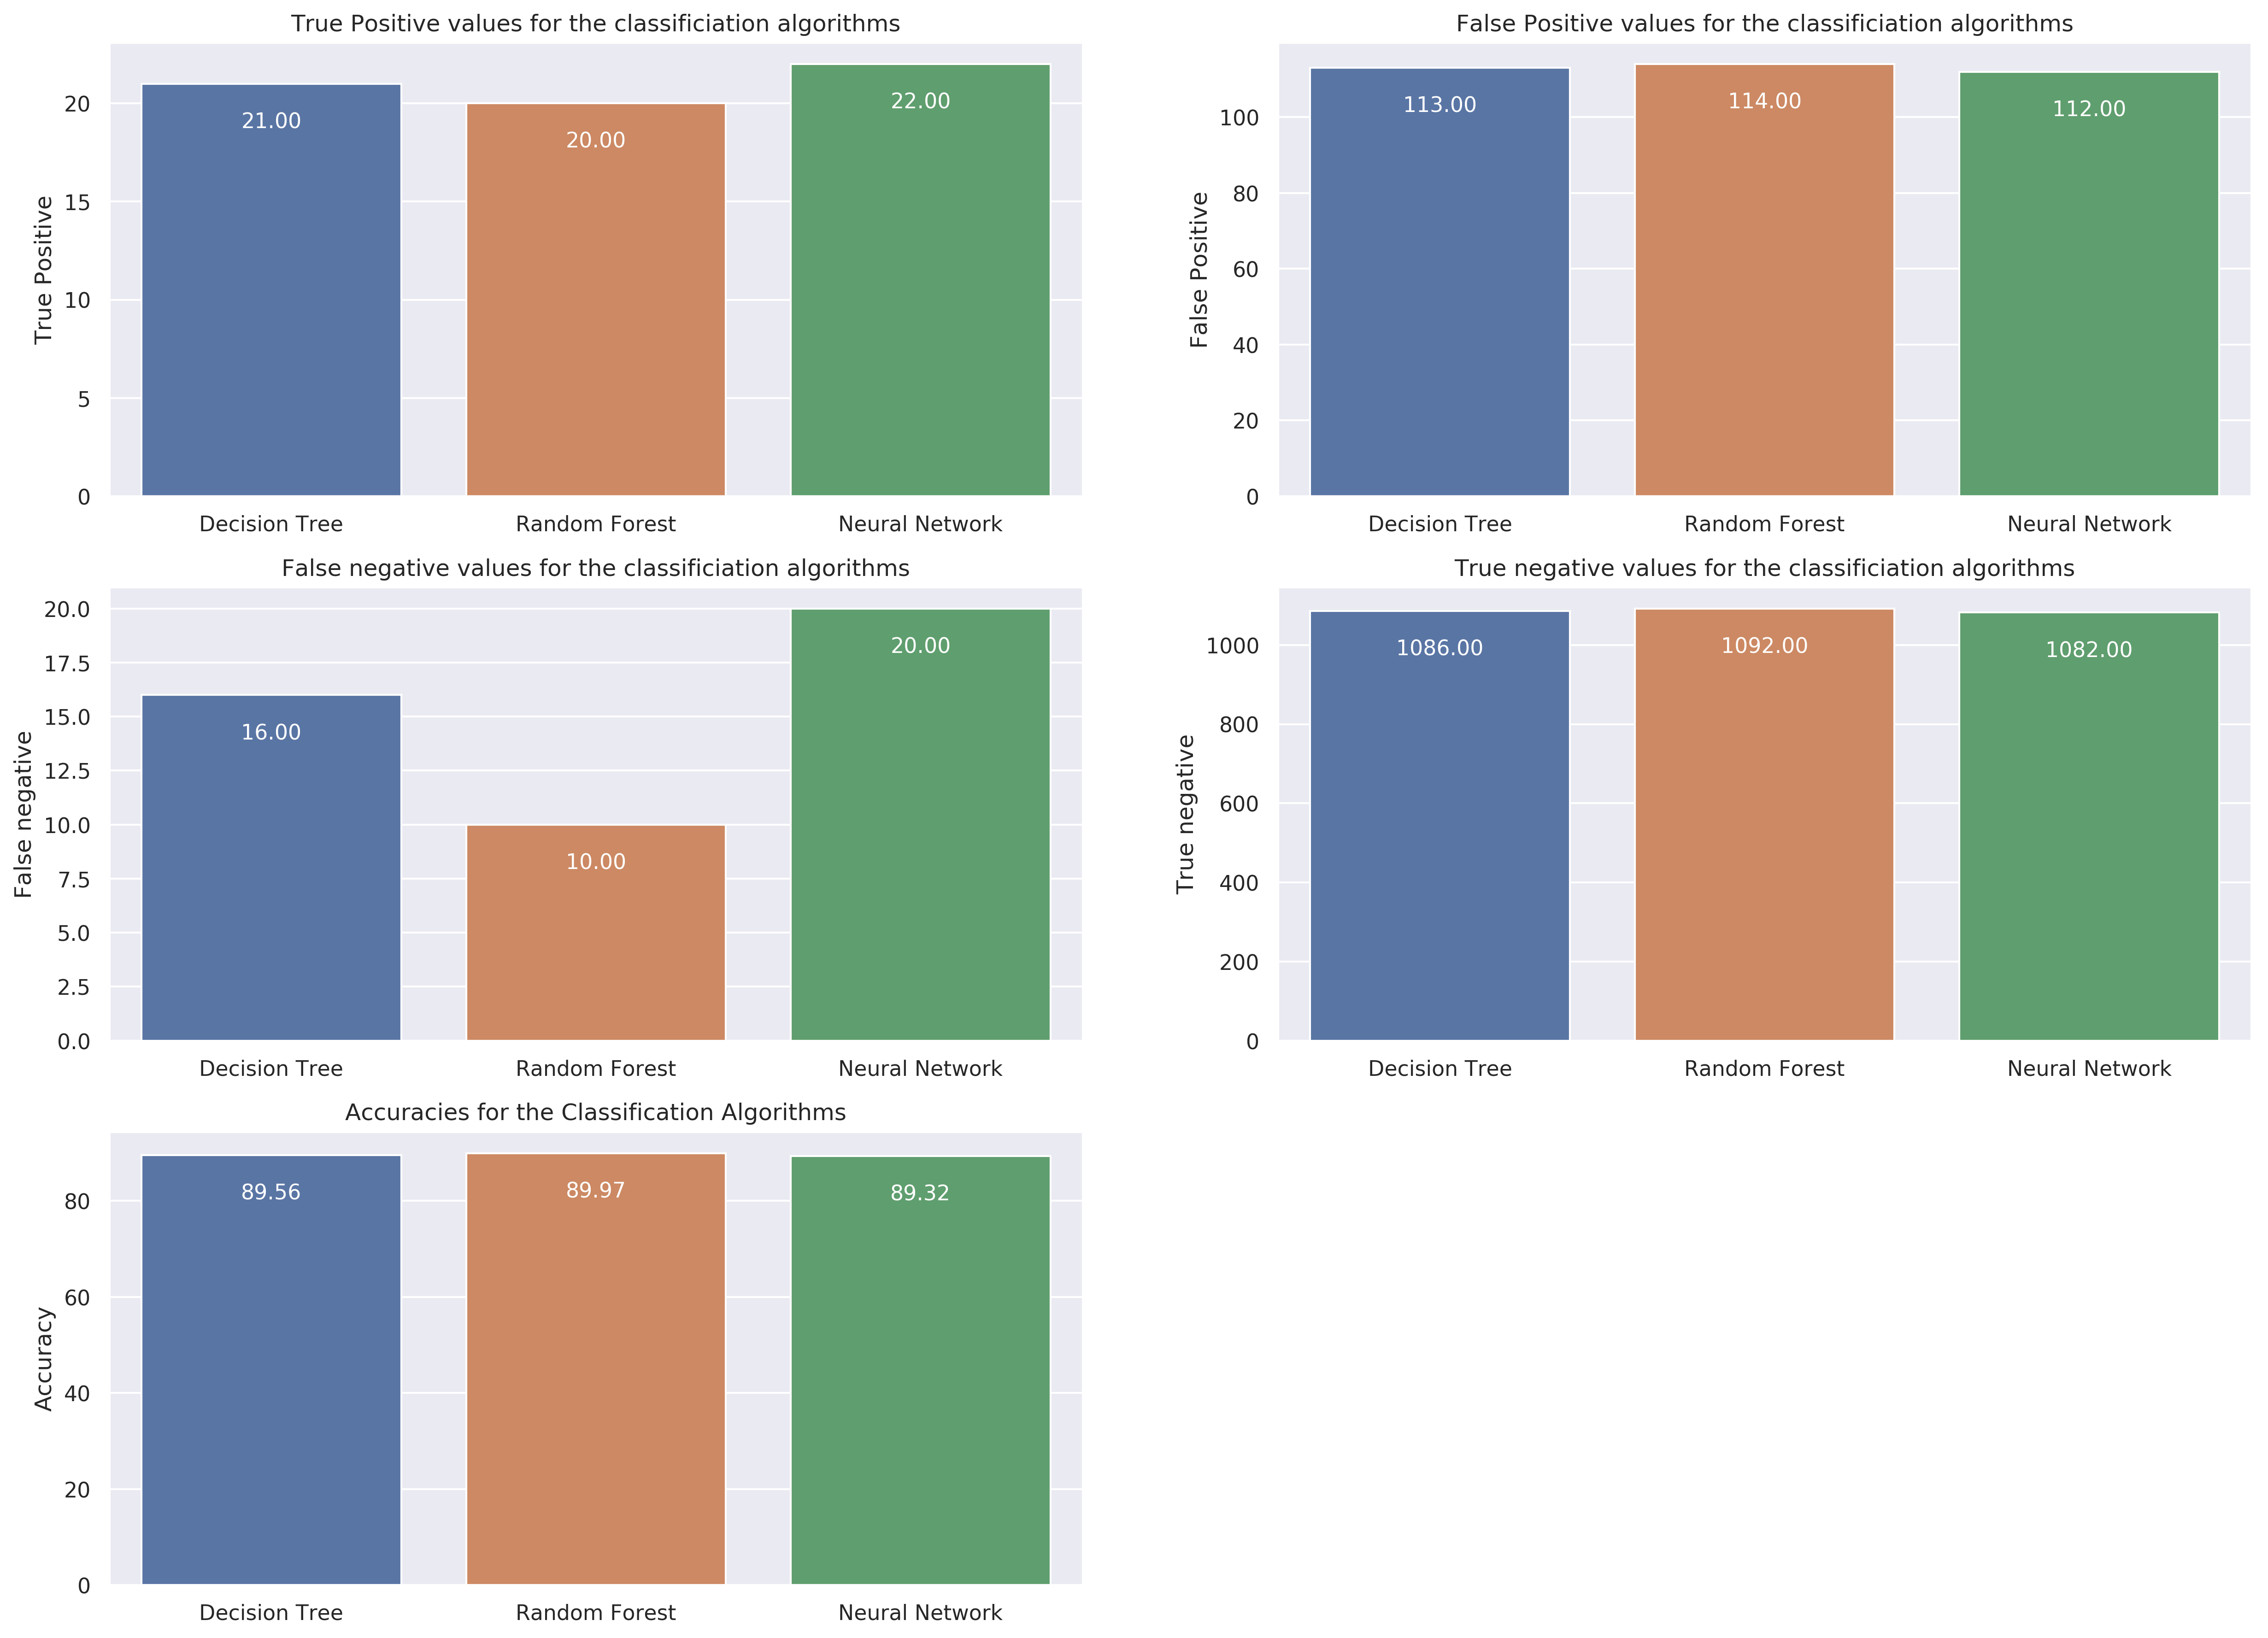 True Positive values for the classificiation algorithms
True Positive
20
15
10
5
0
21.00
20.00
22.00
Decision Tree
Random Forest
Neural Network
False Positive values for the classificiation algorithms
False Positive
100
80
60
40
20
0
113.00
114.00
112.00
Decision Tree
Random Forest
Neural Network
False negative values for the classificiation algorithms
False negative
20.0
17.5
15.0
12.5
10.0
7.5
5.0
2.5
0.0
16.00
10.00
20.00
Decision Tree
Random Forest
Neural Network
True negative values for the classificiation algorithms
True negative
1000
800
600
400
200
0
1086.00
1092.00
1082.00
Decision Tree
Random Forest
Neural Network
Accuracies for the Classification Algorithms
Accuracy
80
60
40
20
0
89.56
89.97
89.32
Decision Tree
Random Forest
Neural Network